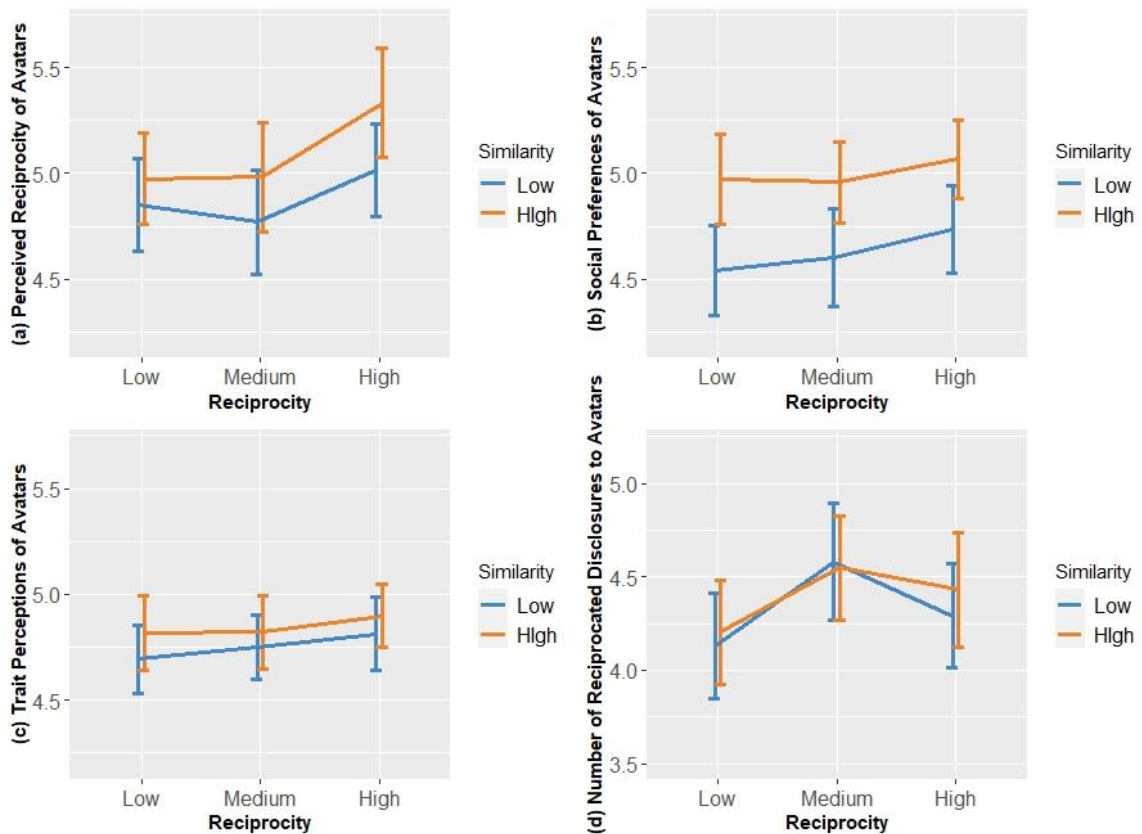 (a) Perceived Reciprocity of Avatars
5.5
5.0
4.5
Low Medium High
Reciprocity
Similarity
Low
HIgh
(b) Social Preferences of Avatars
5.5
5.0
4.5
Low Medium High
Reciprocity
Similarity
Low
HIgh
(c) Trait Perceptions of Avatars
5.5
5.0
4.5
Low Medium High
Reciprocity
Similarity
Low
HIgh
(d) Number of Reciprocated Disclosures to Avatars
5.0
4.5
4.0
3.5
Low Medium High
Reciprocity
Similarity
Low
HIgh